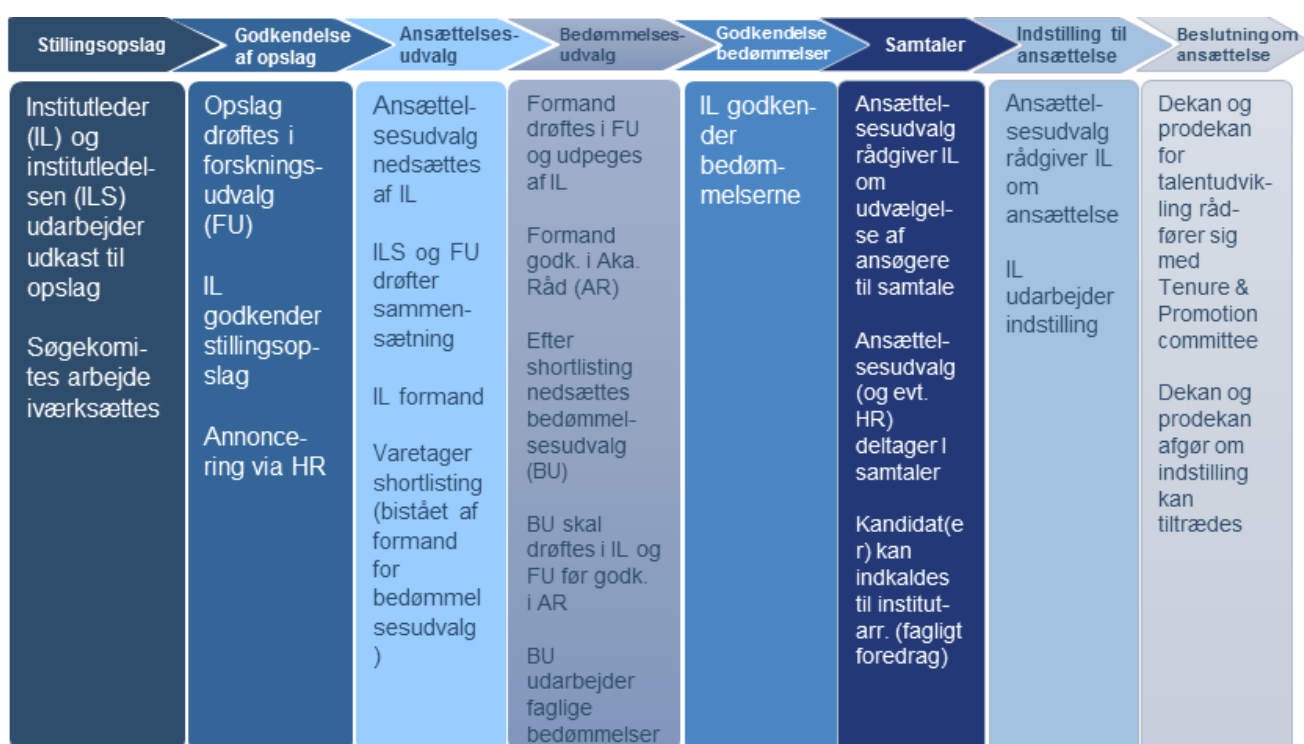 Stillingsopslag
Godkendelse
af opslag
Ansættelses-
udvalg
Bedømmelses-
udvalg
Godkendelse
bedømmelser
Samtaler
Indstilling til
ansættelse
Beslutningom
ansættelse
Institutleder
(IL) og
institutledel-
sen (ILS)
udarbejder
udkast til
opslag
Søgekomi-
tes arbejde
iværksættes
Opslag
drøftes i
forsknings-
udvalg
(FU)
IL
godkender
stillingsop-
slag
Annonce-
ring via HR
Ansættel-
sesudvalg
nedsættes
af IL
ILS og FU
drøfter
sammen-
sætning
IL formand
Varetager
shortlisting
(bistået af
formand
for
bedømmel
sesudvalg
)
Formand
drøftes i FU
og udpeges
af IL
Formand
godk. i Aka.
Råd (AR)
Efter
shortlisting
nedsættes
bedømmel-
sesudvalg
(BU)
BU skal
drøftes i IL og
FU før godk.
i AR
BU
udarbejder
faglige
bedømmelser
IL godken-
der
bedøm-
melserne
Ansættel-
sesudvalg
rådgiver IL
om
udvælgel-
se af
ansøgere
til samtale
Ansættel-
sesudvalg
(og evt.
HR)
deltager I
samtaler
Kandidat(e
r) kan
indkaldes
til institut-
arr. (fagligt
foredrag)
Ansættel-
sesudvalg
rådgiver IL
om
ansættelse
IL
udarbejder
indstilling
Dekan og
prodekan
for
talentudvik-
ling råd-
fører sig
med
Tenure &
Promotion
committee
Dekan og
prodekan
afgør om
indstilling
kan
tiltrædes